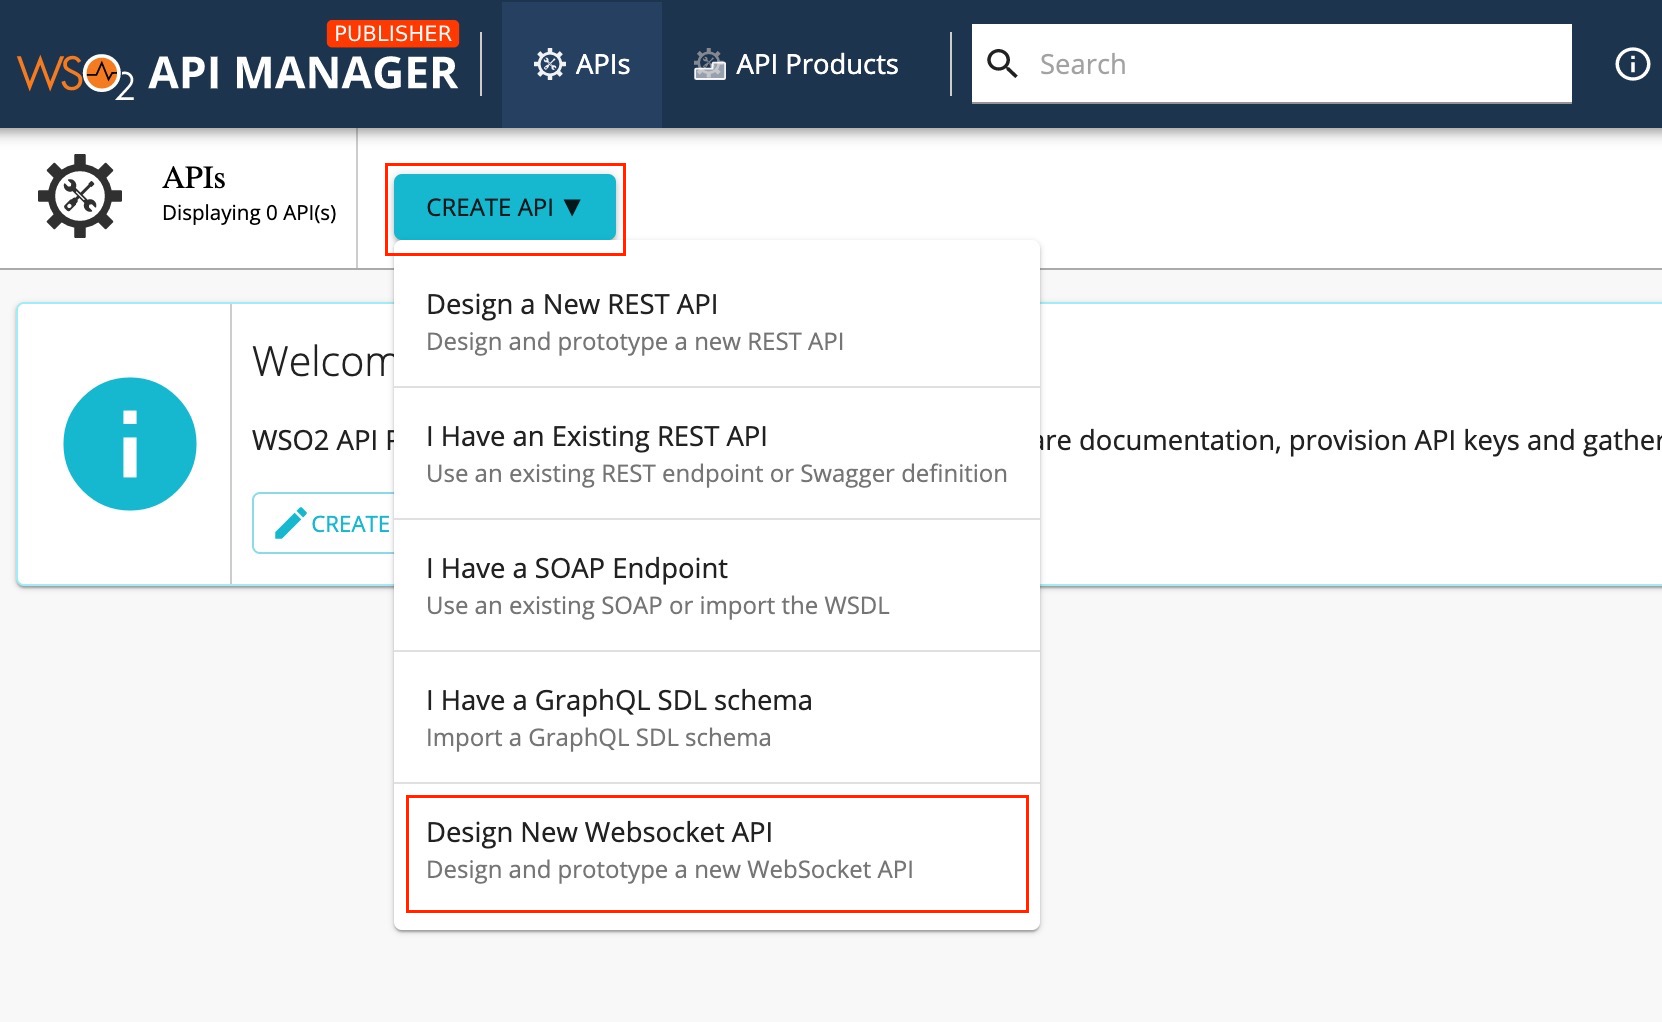 PUBLISHER
WSO2 API MANAGER
APIs
API Products
Search
APIs
Displaying 0 API(s)
CREATE API ▼
Design a New REST API
Design and prototype a new REST API
I Have an Existing REST API
Use an existing REST endpoint or Swagger definition
I Have a SOAP Endpoint
Use an existing SOAP or import the WSDL
I Have a GraphQL SDL schema
Import a GraphQL SDL schema
Design New Websocket API
Design and prototype a new WebSocket API
WSO2 API
documentation, provision API keys and gather
CREATE